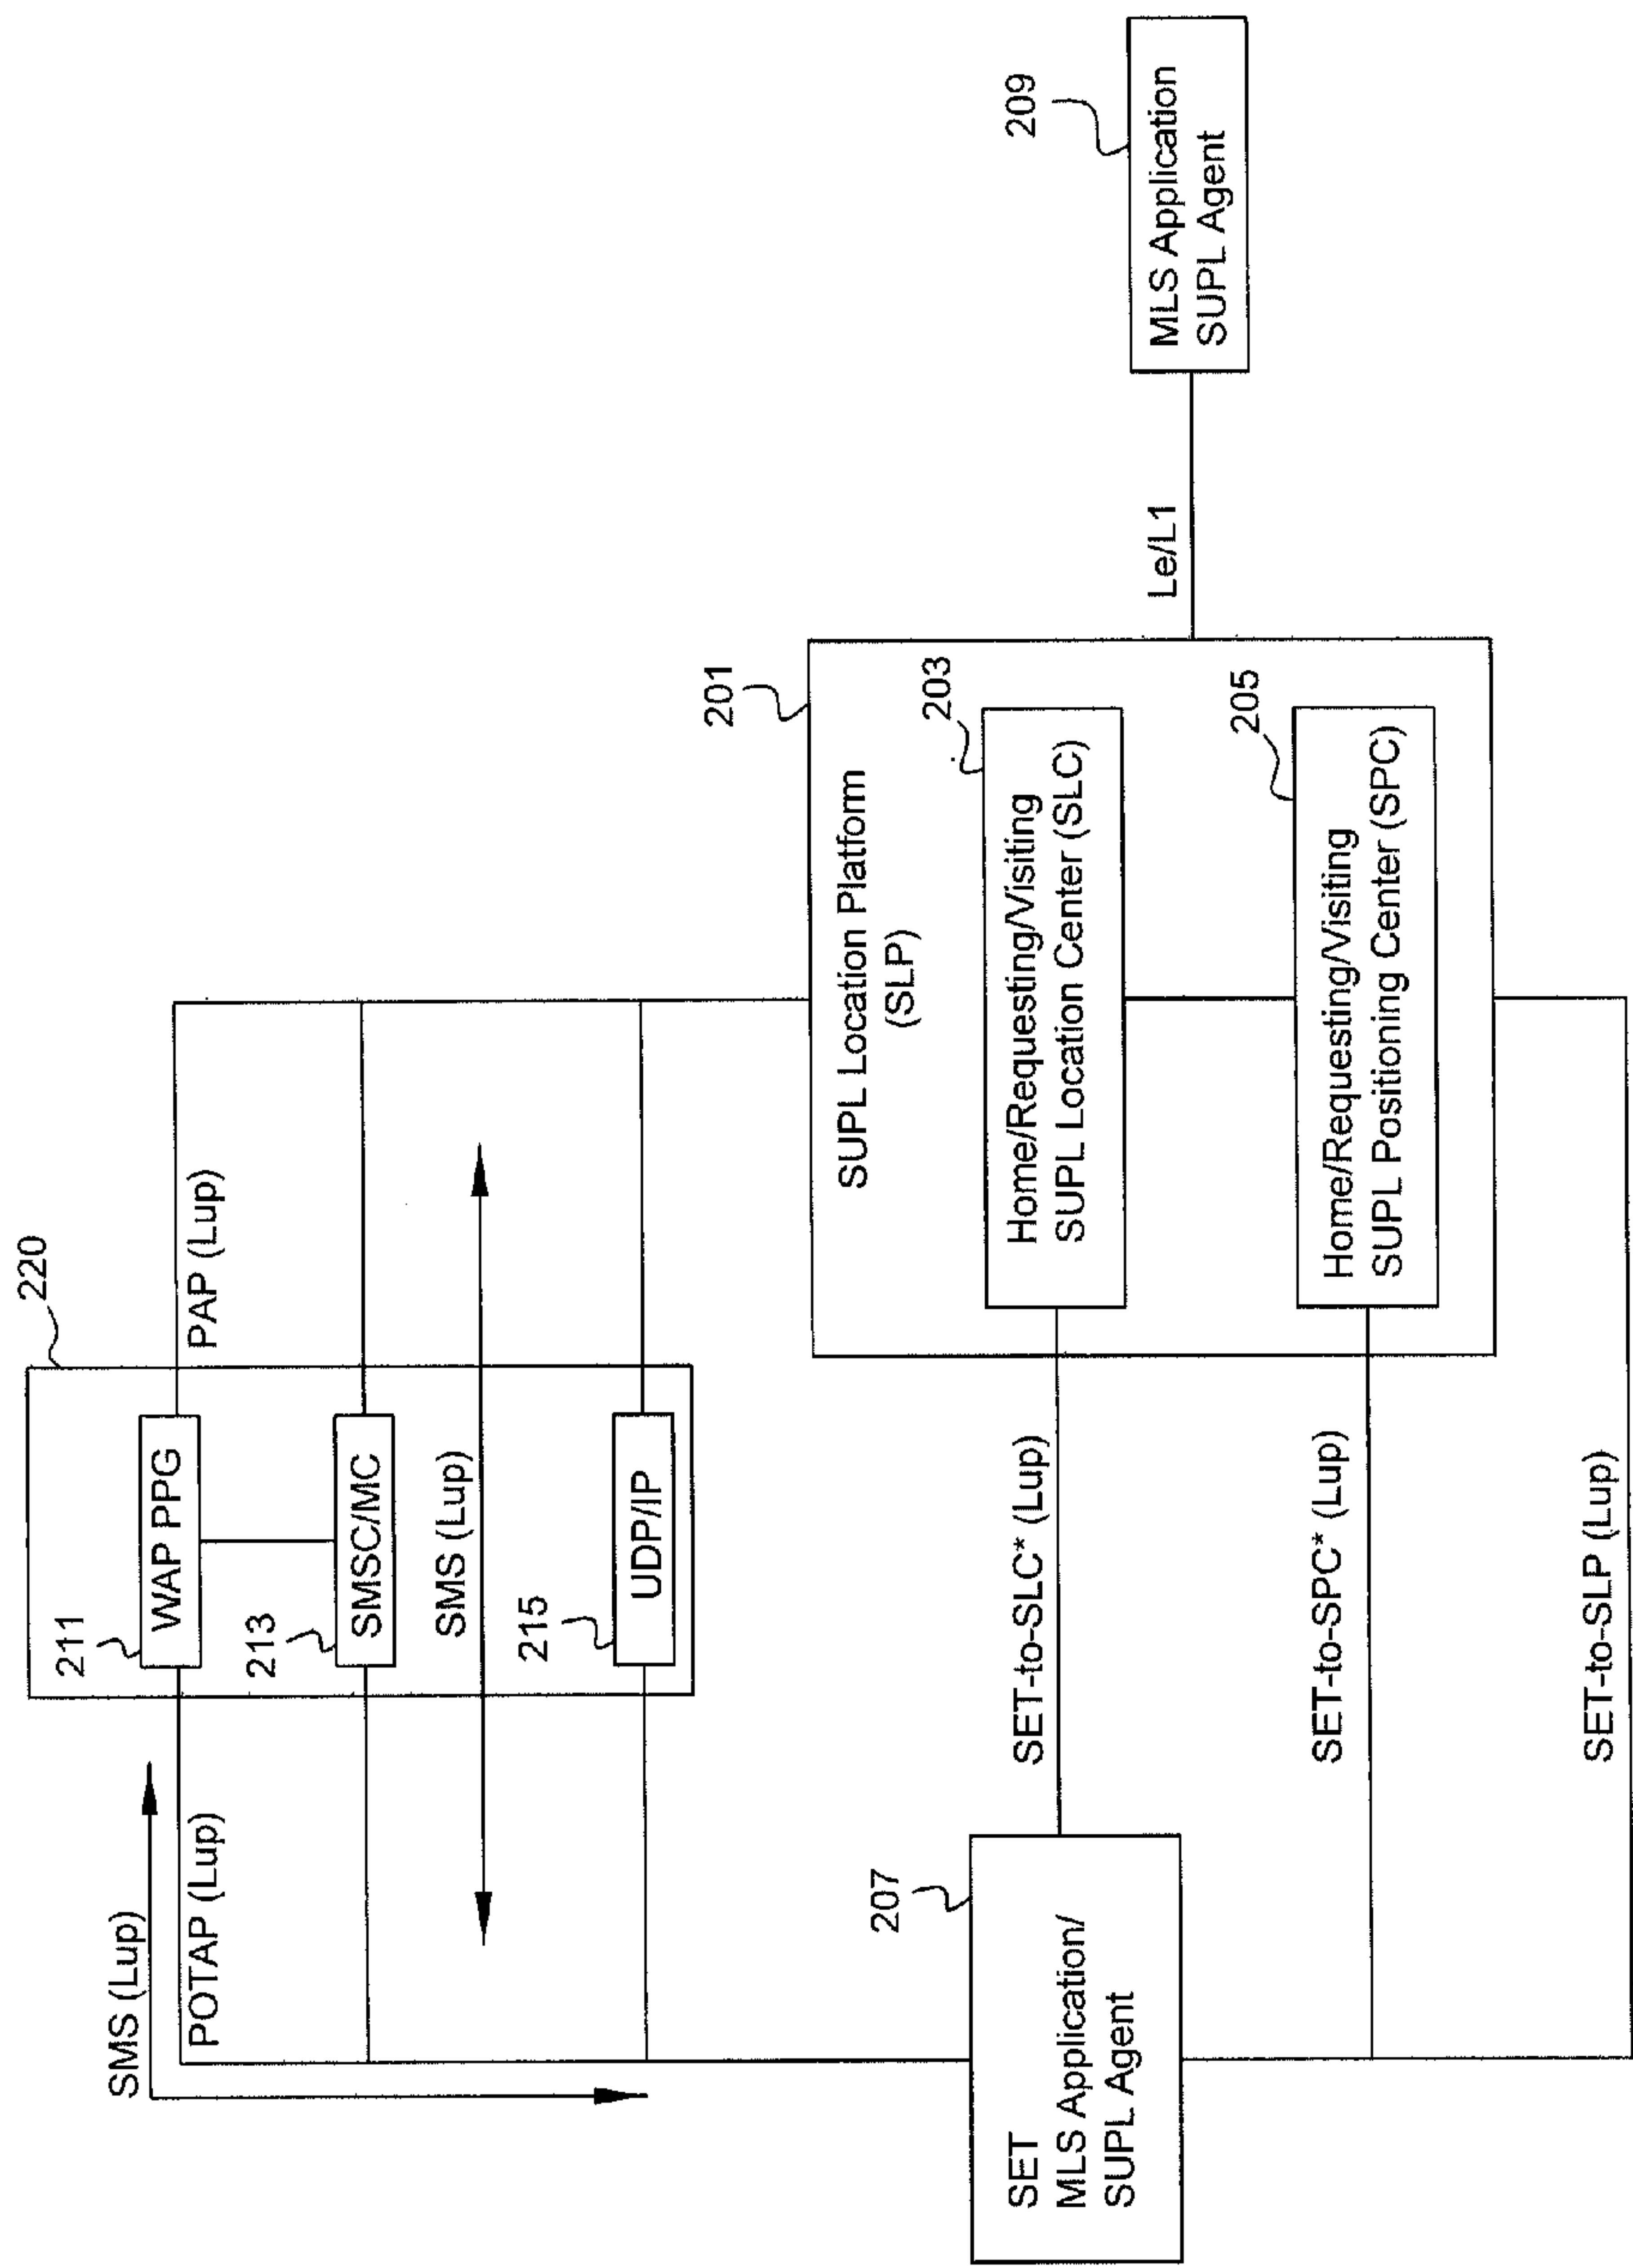 SMS (Lup)
POTAP (Lup)
211
WAP PPG
220
PAP (Lup)
213
SMSC/MC
SMS (Lup)
215
UDP/IP
207
SET
MLS Application/
SUPL Agent
SET-to-SLC* (Lup)
SET-to-SPC* (Lup)
SET-to-SLP (Lup)
201
SUPL Location Platform
(SLP)
203
Home/Requesting/Visiting
SUPL Location Center (SLC)
205
Home/Requesting/Visiting
SUPL Positioning Center (SPC)
Le/L1
209
MLS Application
SUPL Agent